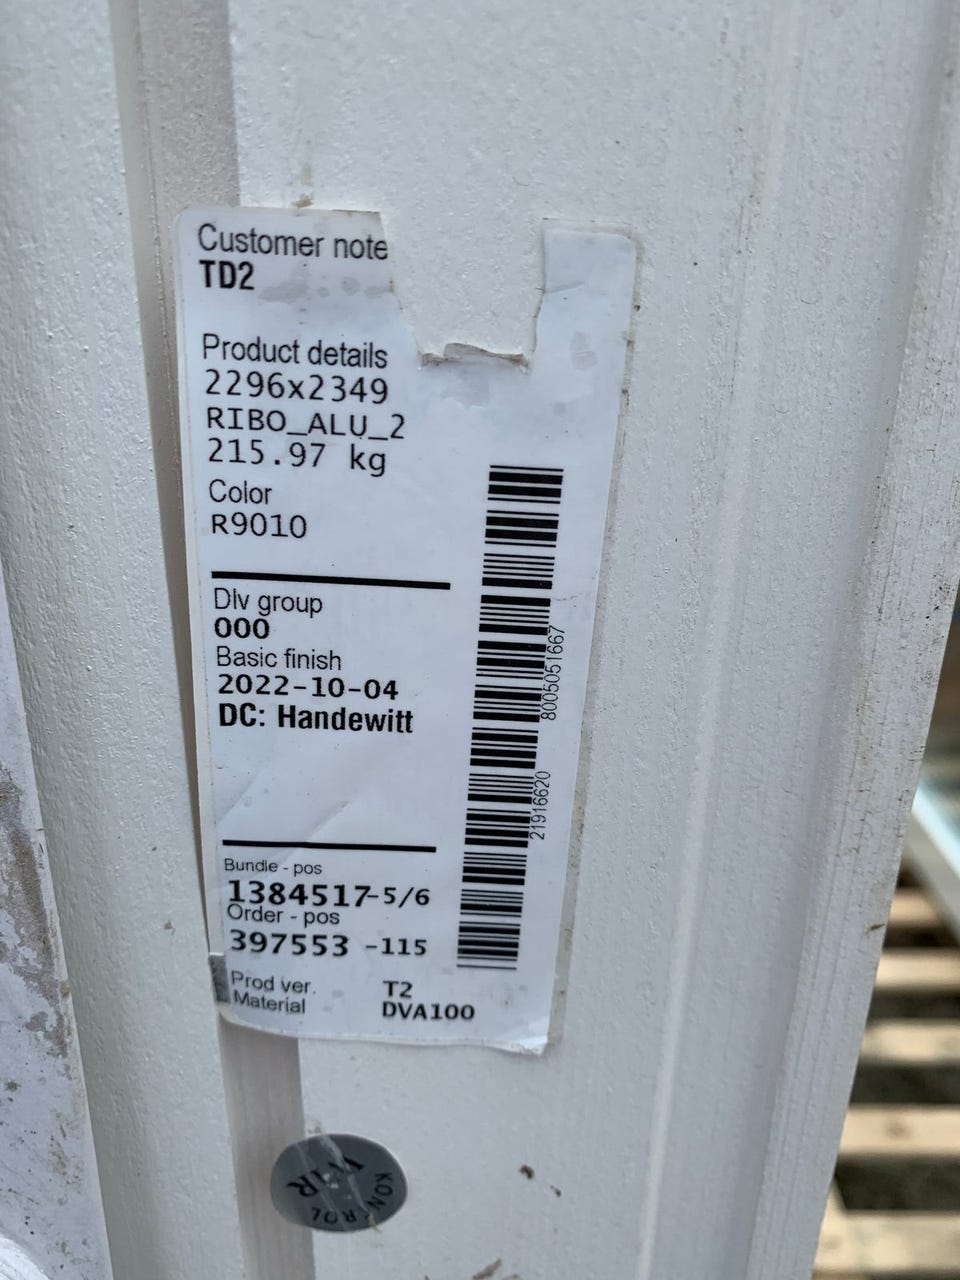 Customer note
TD2
Product details
2296x2349
RIBO_ALU_2
215.97 kg
Color
R9010
Dlv group
000
Basic finish
2022-10-04
DC: Handewitt
8005051667
21916620
Bundle - pos
1384517-5/6
Order - pos
397553 -115
Prod ver. T2
Material DVA100
KONTROL